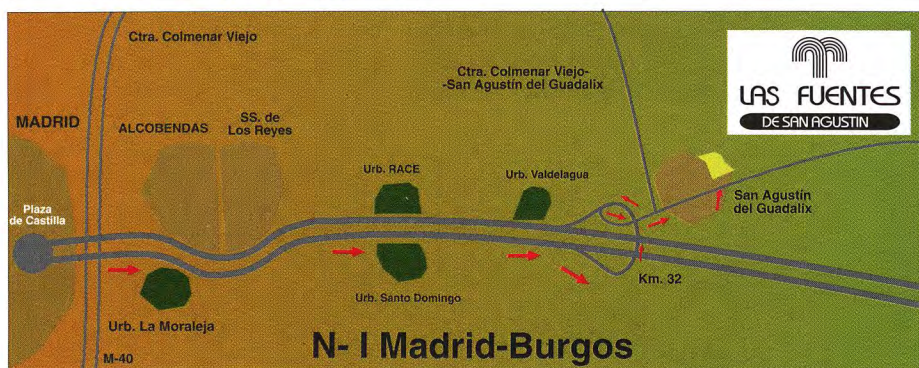 Ctra. Colmenar Viejo
Ctra. Colmenar Viejo-
-San Agustín del Guadalix
LAS FUENTES
DE SAN AGUSTIN
MADRID
ALCOBENDAS
SS. de
Los Reyes
Urb. RACE
Urb. Valdelagua
San Agustín
del Guadalix
Plaza
de Castilla
Km. 32
Urb. Santo Domingo
Urb. La Moraleja
N- I Madrid-Burgos
M-40